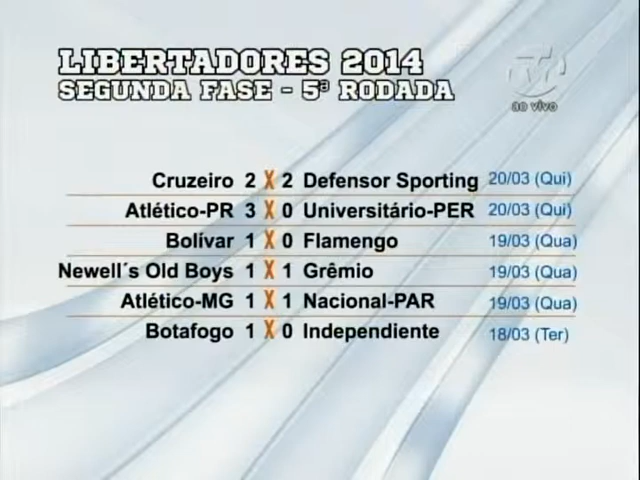 LIBERTADORES 2014
SEGUNDA FASE - 5ª RODADA
ao vivo
Cruzeiro 2 X 2 Defensor Sporting 20/03 (Qui)
Atlético-PR 3 X 0 Universitário-PER 20/03 (Qui)
Bolívar 1 X 0 Flamengo 19/03 (Qua)
Newell´s Old Boys 1 X 1 Grêmio 19/03 (Qua)
Atlético-MG 1 X 1 Nacional-PAR 19/03 (Qua)
Botafogo 1 X 0 Independiente 18/03 (Ter)